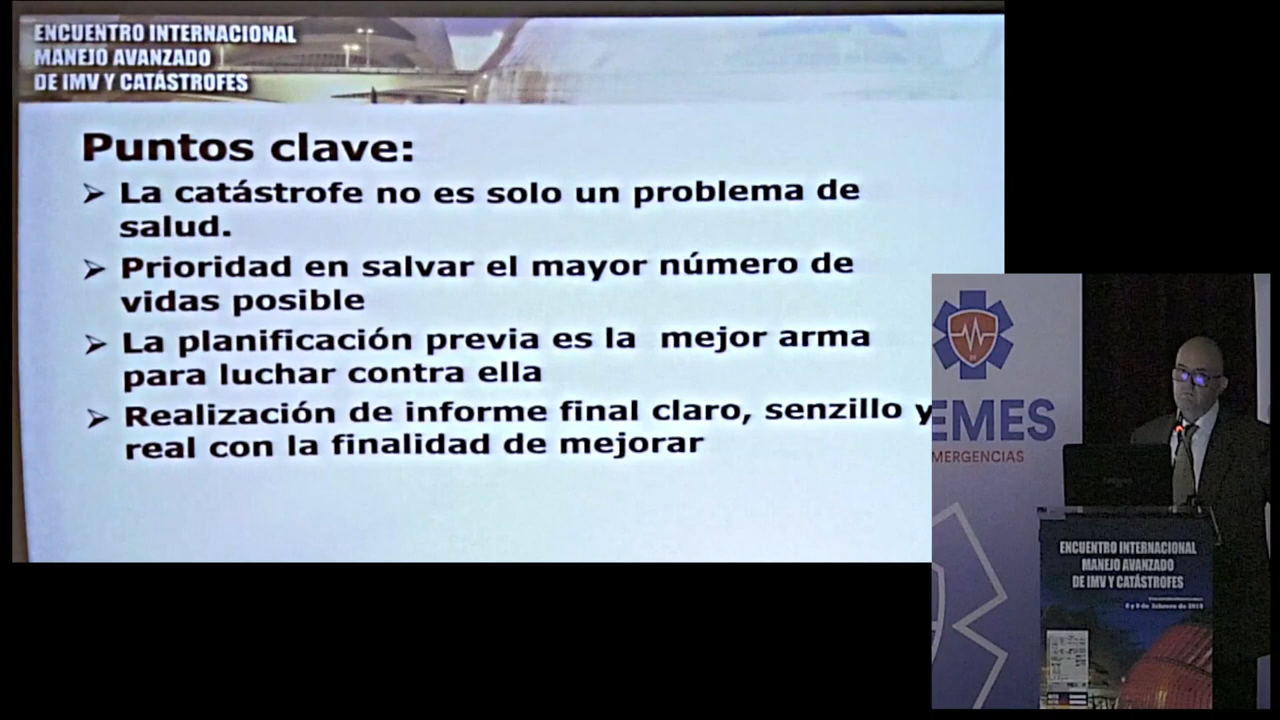 ENCUENTRO INTERNACIONAL
MANEJO AVANZADO
DE IMV Y CATÁSTROFES
Puntos clave:
La catástrofe no es solo un problema de
salud.
Prioridad en salvar el mayor número de
vidas posible
La planificación previa es la mejor arma
para luchar contra ella
Realización de informe final claro, senzillo y
real con la finalidad de mejorar
EMES
MERGENCIAS
ENCUENTRO INTERNACIONAL
MANEJO AVANZADO
DE IMV Y CATÁSTROFES